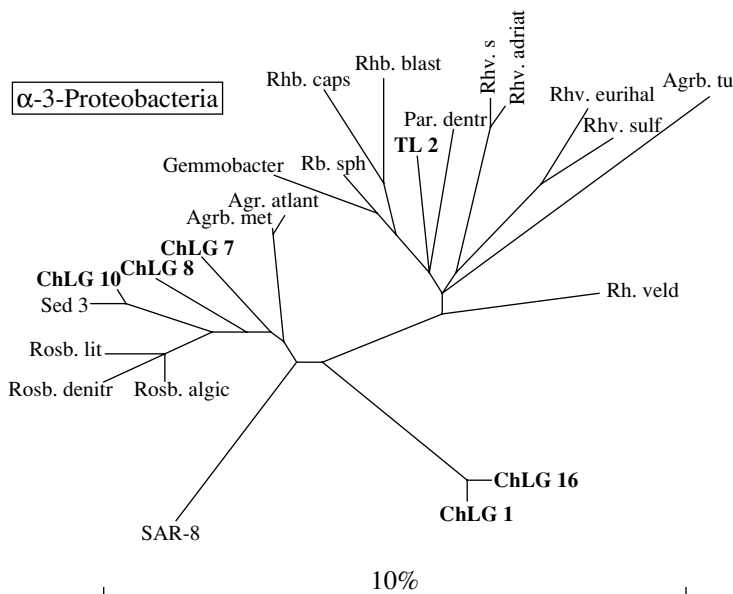 Rhv. s
Rhv. adriat
Rhb. blast
Rhb. caps
Agrb. tu
α-3-Proteobacteria
Rhv. eurihal
Par. dentr
Rhv. sulf
TL 2
Gemmobacter
Rb. sph
Agr. atlant
Agrb. met
ChLG 7
ChLG 8
ChLG 10
Sed 3
Rh. veld
Rosb. lit
Rosb. denitr
Rosb. algic
ChLG 16
ChLG 1
SAR-8
10%